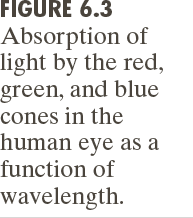 FIGURE 6.3
Absorption of
light by the red,
green, and blue
cones in the
human eye as a
function of
wavelength.